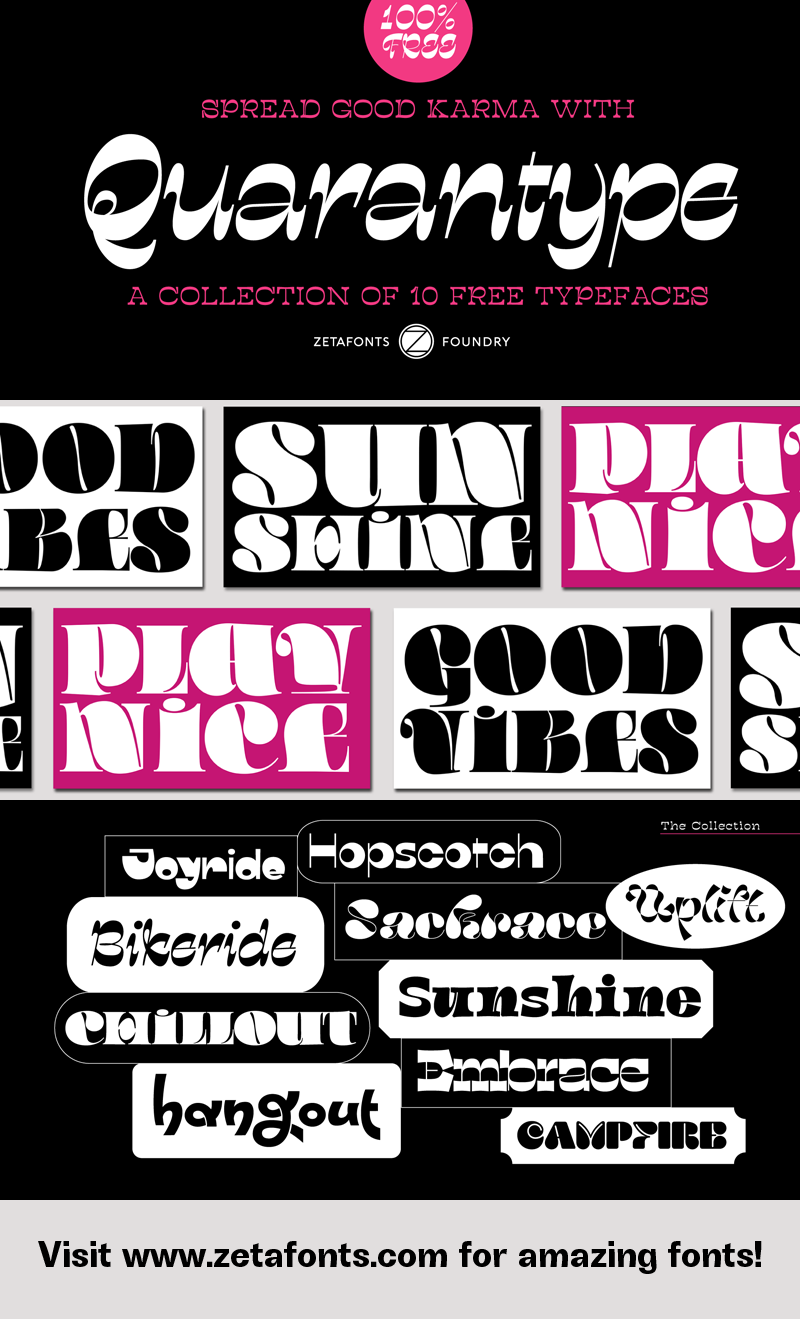 100%
FREE
SPREAD GOOD KARMA WITH
Quarantype
A COLLECTION OF 10 FREE TYPEFACES
ZETAFONTS Z FOUNDRY
OOD
IBES
SUN
SHiNE
PLAY
NiCE
N
E
PLAY
NiCE
GOOD
ViBES
S
S
The Collection
Joyride
Hopscotch
Uplift
Sackrace
Bikeride
Sunshine
CHiLLOUT
Embrace
hangout
CAMPFIRE
Visit www.zetafonts.com for amazing fonts!